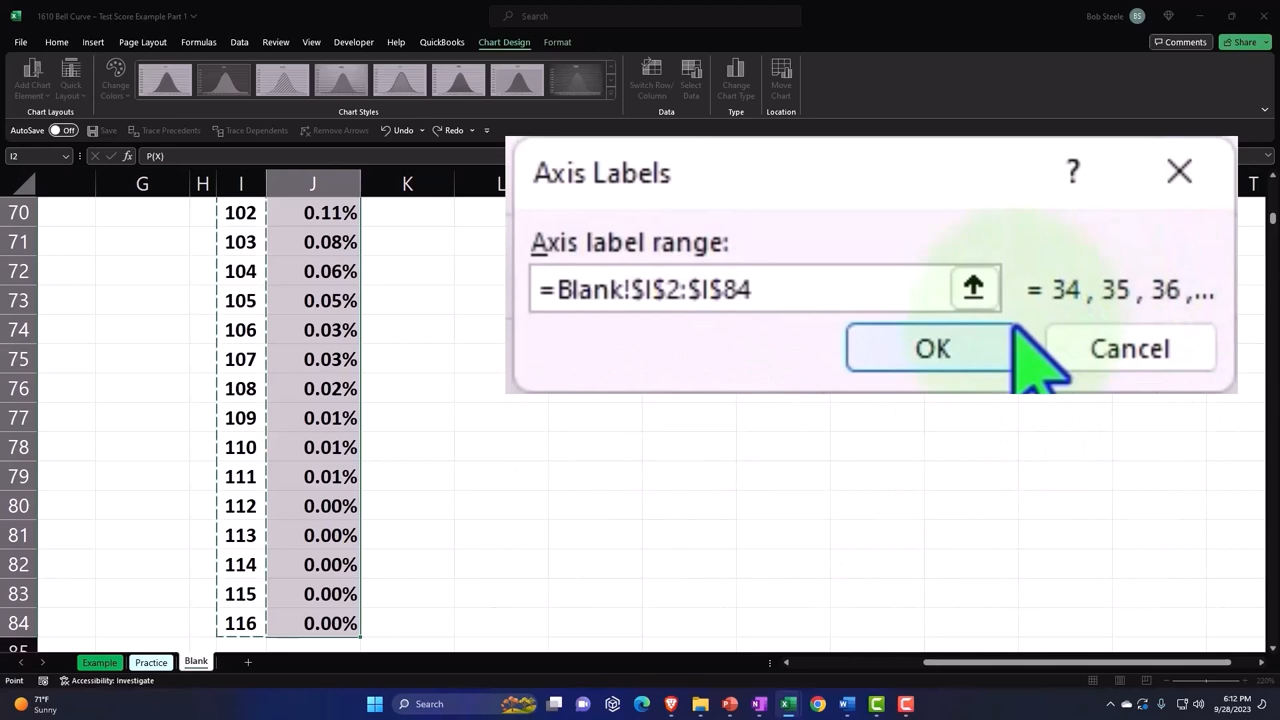 1610 Bell Curve – Test Score Example Part 1
Search
Bob Steele
BS
File Home Insert Page Layout Formulas Data Review View Developer Help QuickBooks Chart Design Format
Comments
Share
Add Chart Element
Quick Layout
Change Colors
Switch Row/ Column
Select Data
Change Chart Type
Move Chart
Chart Layouts
Chart Styles
Data
Type
Location
AutoSave Off Save Trace Precedents Trace Dependents Remove Arrows Undo Redo
I2 fx P(X)
G H I J K L T
70 102 0.11%
71 103 0.08%
72 104 0.06%
73 105 0.05%
74 106 0.03%
75 107 0.03%
76 108 0.02%
77 109 0.01%
78 110 0.01%
79 111 0.01%
80 112 0.00%
81 113 0.00%
82 114 0.00%
83 115 0.00%
84 116 0.00%
85
Axis Labels ?
Axis label range:
=Blank!$I$2:$I$84 = 34 , 35 , 36 ,...
OK Cancel
Example Practice Blank
Point Accessibility: Investigate 220%
71°F
Sunny
Search
6:12 PM
9/28/2023